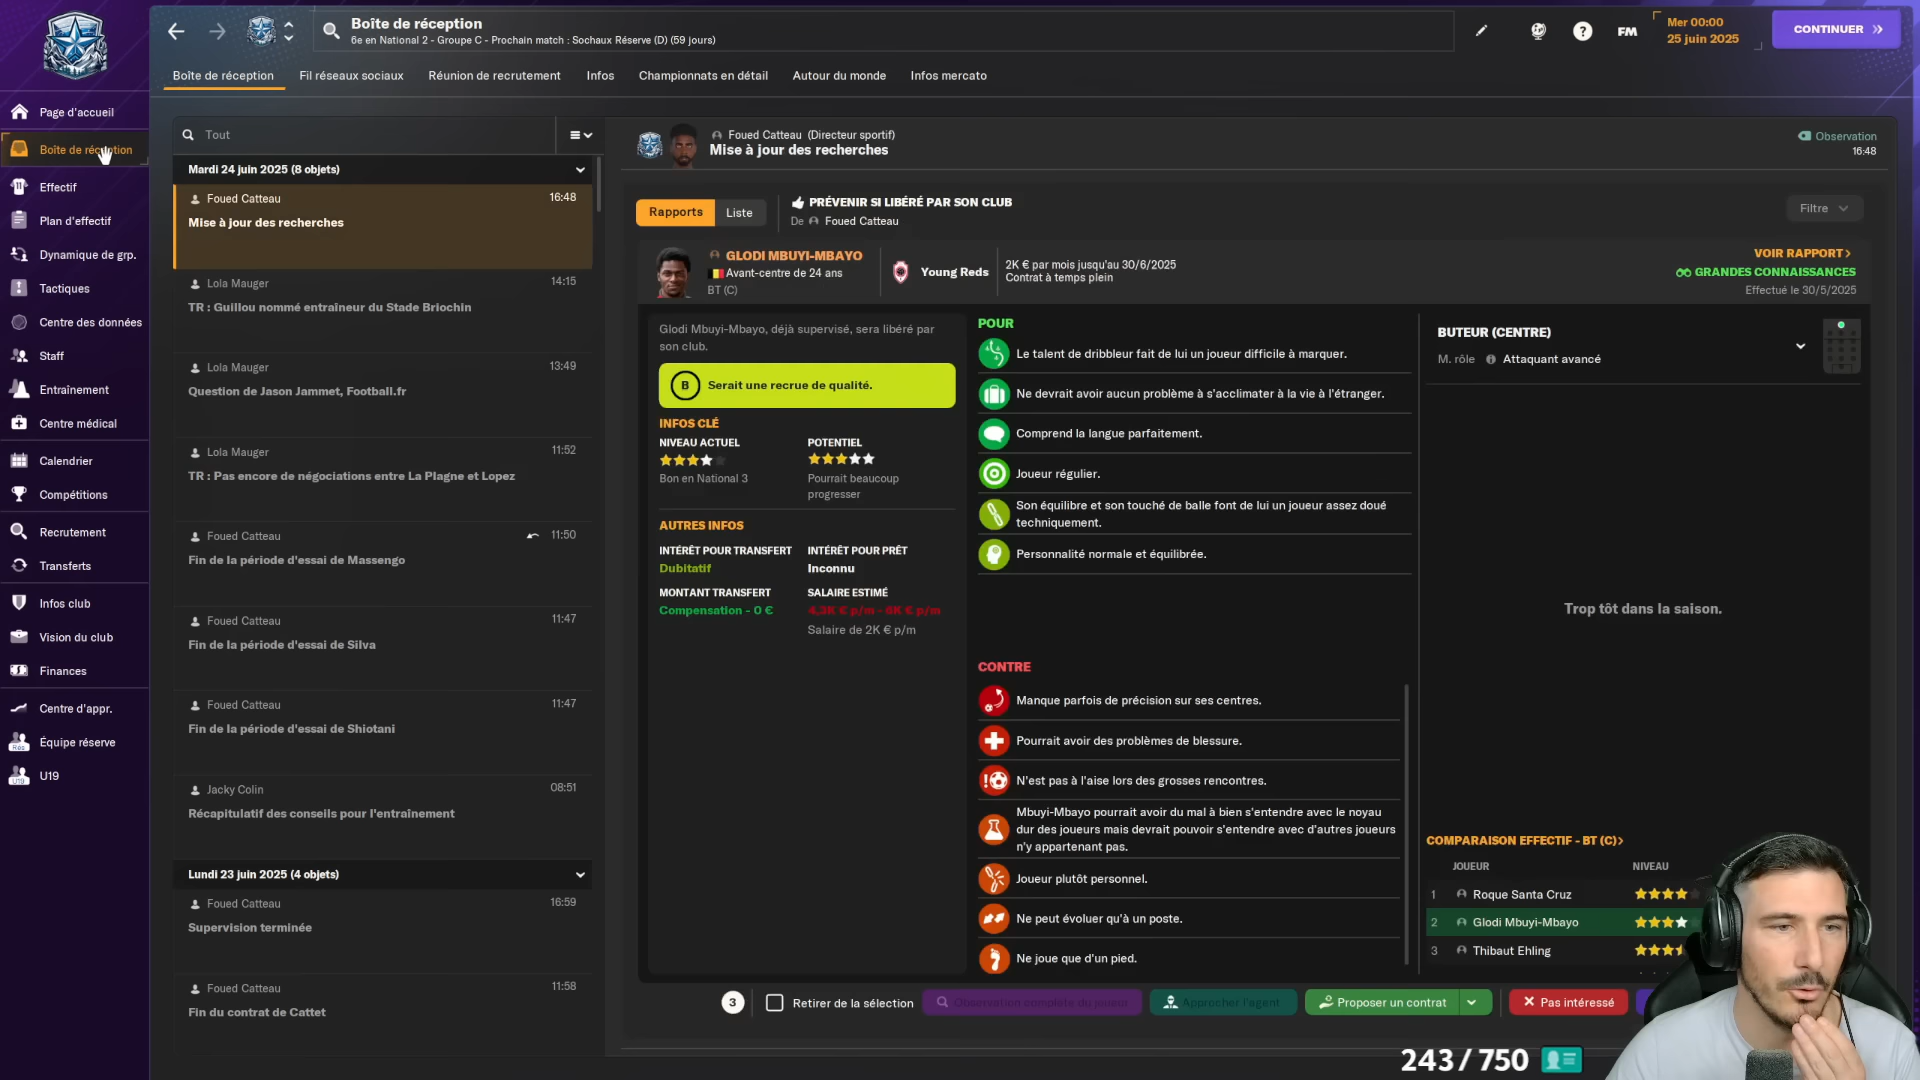 Boîte de réception
6e en National 2 - Groupe C - Prochain match : Sochaux Réserve (D) (59 jours)
FM
Mer 00:00
25 juin 2025
CONTINUER
Boîte de réception
Fil réseaux sociaux
Réunion de recrutement
Infos
Championnats en détail
Autour du monde
Infos mercato
Page d'accueil
Boîte de réception
Effectif
Plan d'effectif
Dynamique de grp.
Tactiques
Centre des données
Staff
Entraînement
Centre médical
Calendrier
Compétitions
Recrutement
Transferts
Infos club
Vision du club
Finances
Centre d'appr.
Équipe réserve
U19
Tout
Mardi 24 juin 2025 (8 objets)
Foued Catteau 16:48
Mise à jour des recherches
Lola Mauger 14:15
TR : Guillou nommé entraîneur du Stade Briochin
Lola Mauger 13:49
Question de Jason Jammet, Football.fr
Lola Mauger 11:52
TR : Pas encore de négociations entre La Plagne et Lopez
Foued Catteau 11:50
Fin de la période d'essai de Massengo
Foued Catteau 11:47
Fin de la période d'essai de Silva
Foued Catteau 11:47
Fin de la période d'essai de Shiotani
Jacky Colin 08:51
Récapitulatif des conseils pour l'entraînement
Lundi 23 juin 2025 (4 objets)
Foued Catteau 16:59
Supervision terminée
Foued Catteau 11:58
Fin du contrat de Cattet
Foued Catteau (Directeur sportif)
Mise à jour des recherches
Observation
16:48
Rapports
Liste
PRÉVENIR SI LIBÉRÉ PAR SON CLUB
De Foued Catteau
Filtre
GLODI MBUYI-MBAYO
Avant-centre de 24 ans
BT (C)
Young Reds
2K € par mois jusqu'au 30/6/2025
Contrat à temps plein
VOIR RAPPORT >
GRANDES CONNAISSANCES
Effectué le 30/5/2025
Glodi Mbuyi-Mbayo, déjà supervisé, sera libéré par
son club.
B Serait une recrue de qualité.
INFOS CLÉ
NIVEAU ACTUEL
Bon en National 3
POTENTIEL
Pourrait beaucoup
progresser
AUTRES INFOS
INTÉRÊT POUR TRANSFERT
Dubitatif
INTÉRÊT POUR PRÊT
Inconnu
MONTANT TRANSFERT
Compensation - 0 €
SALAIRE ESTIMÉ
4,3K € p/m - 6K € p/m
Salaire de 2K € p/m
POUR
Le talent de dribbleur fait de lui un joueur difficile à marquer.
Ne devrait avoir aucun problème à s'acclimater à la vie à l'étranger.
Comprend la langue parfaitement.
Joueur régulier.
Son équilibre et son touché de balle font de lui un joueur assez doué
techniquement.
Personnalité normale et équilibrée.
CONTRE
Manque parfois de précision sur ses centres.
Pourrait avoir des problèmes de blessure.
N'est pas à l'aise lors des grosses rencontres.
Mbuyi-Mbayo pourrait avoir du mal à bien s'entendre avec le noyau
dur des joueurs mais devrait pouvoir s'entendre avec d'autres joueurs
n'y appartenant pas.
Joueur plutôt personnel.
Ne peut évoluer qu'à un poste.
Ne joue que d'un pied.
BUTEUR (CENTRE)
M. rôle Attaquant avancé
Trop tôt dans la saison.
COMPARAISON EFFECTIF - BT (C)>
JOUEUR NIVEAU
1 Roque Santa Cruz
2 Glodi Mbuyi-Mbayo
3 Thibaut Ehling
3
Retirer de la sélection
Observation complète du joueur
Approcher l'agent
Proposer un contrat
Pas intéressé
243/750